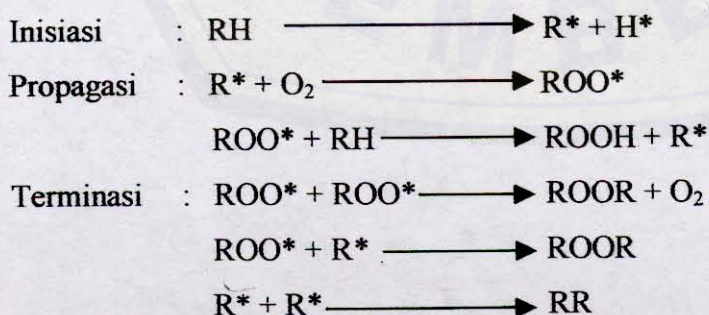 Inisiasi : RH ⟶ R* + H*
Propagasi : R* + O₂ ⟶ ROO*
ROO* + RH ⟶ ROOH + R*
Terminasi : ROO* + ROO* ⟶ ROOR + O₂
ROO* + R* ⟶ ROOR
R* + R* ⟶ RR